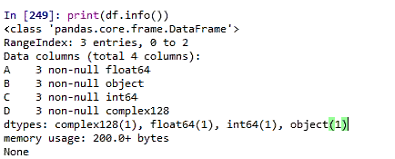 In [249]: print(df.info())
<class 'pandas.core.frame.DataFrame'>
RangeIndex: 3 entries, 0 to 2
Data columns (total 4 columns):
A    3 non-null float64
B    3 non-null object
C    3 non-null int64
D    3 non-null complex128
dtypes: complex128(1), float64(1), int64(1), object(1)
memory usage: 200.0+ bytes
None